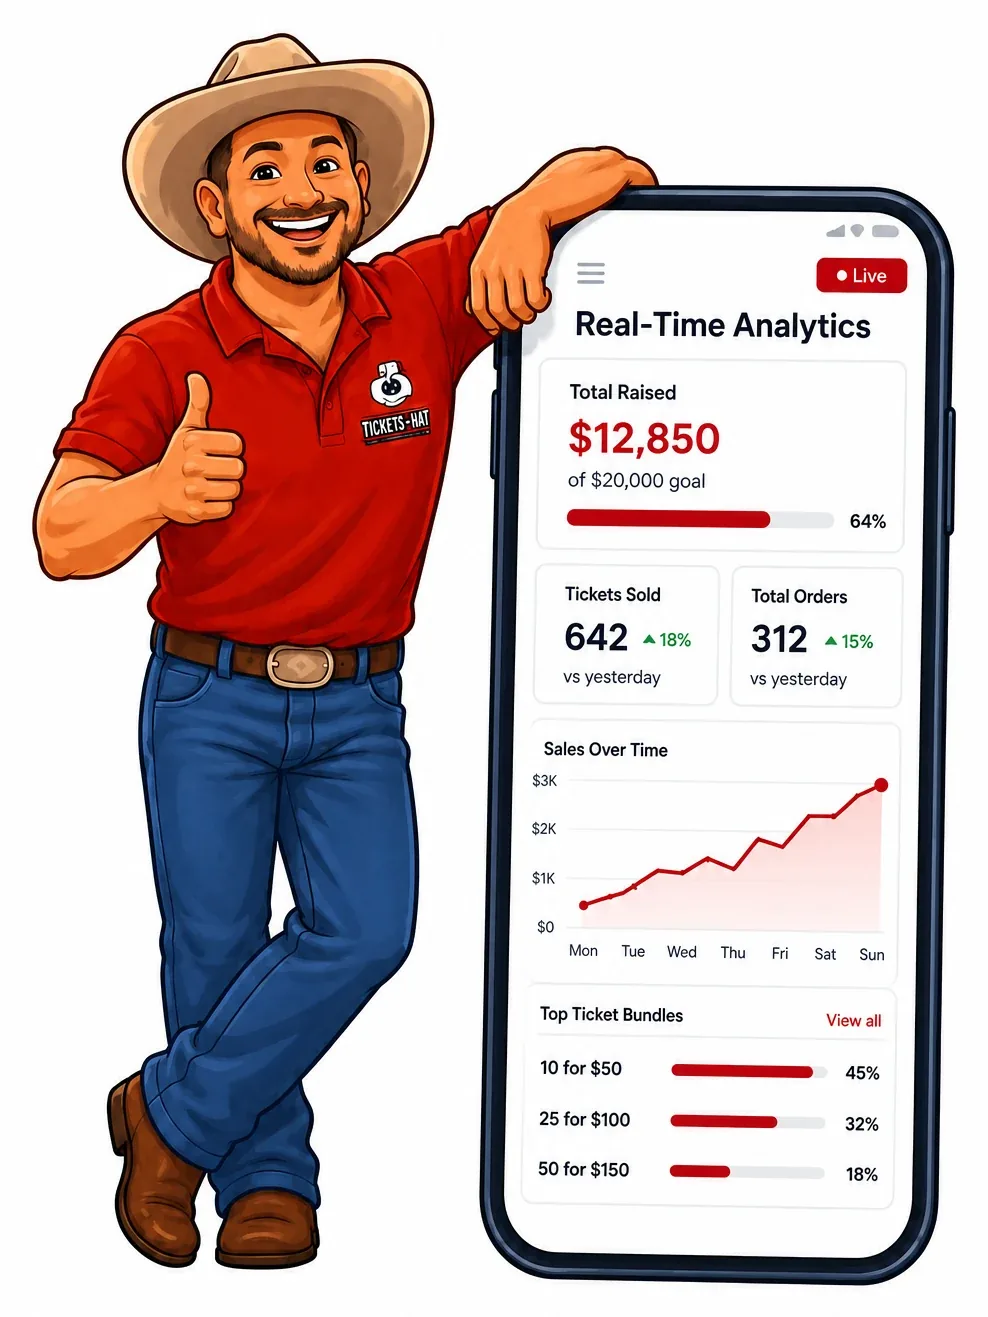 TICKETS-HAT
Live
Real-Time Analytics
Total Raised
$12,850
of $20,000 goal
64%
Tickets Sold
642 ▲18%
vs yesterday
Total Orders
312 ▲15%
vs yesterday
Sales Over Time
$3K
$2K
$1K
$0
Mon Tue Wed Thu Fri Sat Sun
Top Ticket Bundles View all
10 for $50 45%
25 for $100 32%
50 for $150 18%